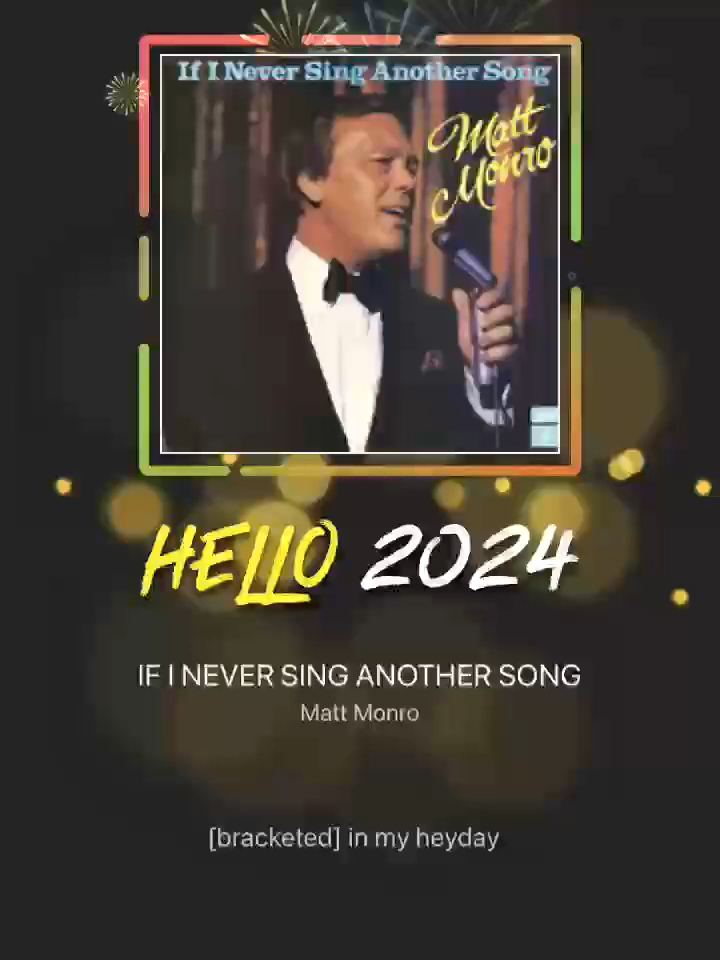 If I Never Sing Another Song
Matt
Monro
HELLO 2024
IF I NEVER SING ANOTHER SONG
Matt Monro
[bracketed] in my heyday